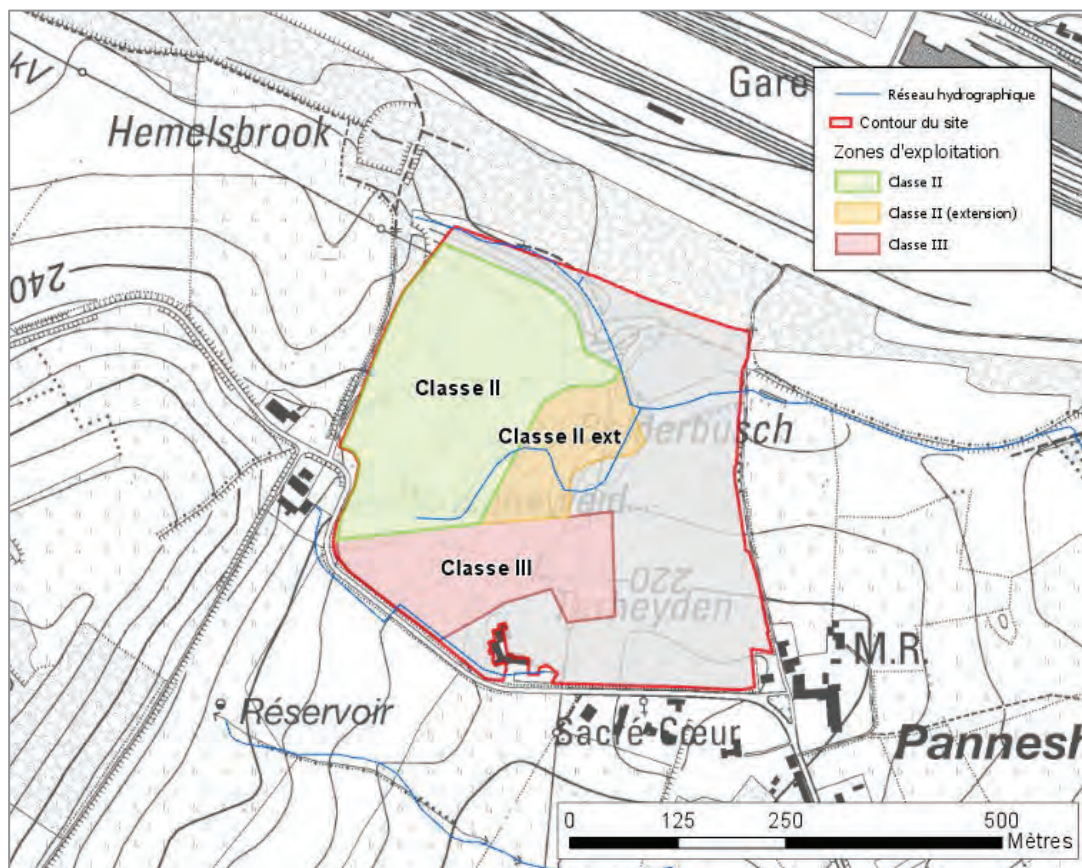 Gare
Hemelsbrook
Réseau hydrographique
Contour du site
Zones d'exploitation
Classe II
Classe II (extension)
Classe III
240
Classe II
Classe II ext
derbusch
Classe III
220
heyden
M.R.
Réservoir
Sacré Cœur
Pannesh
0 125 250 500
Mètres